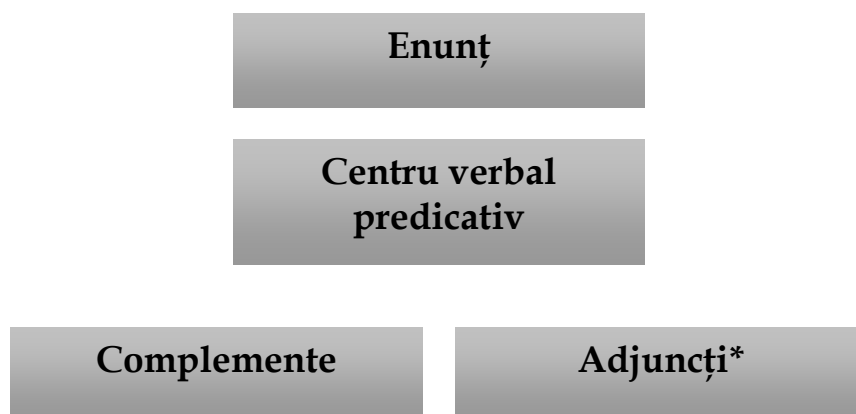 Enunț
Centru verbal
predicativ
Complemente
Adjuncți*